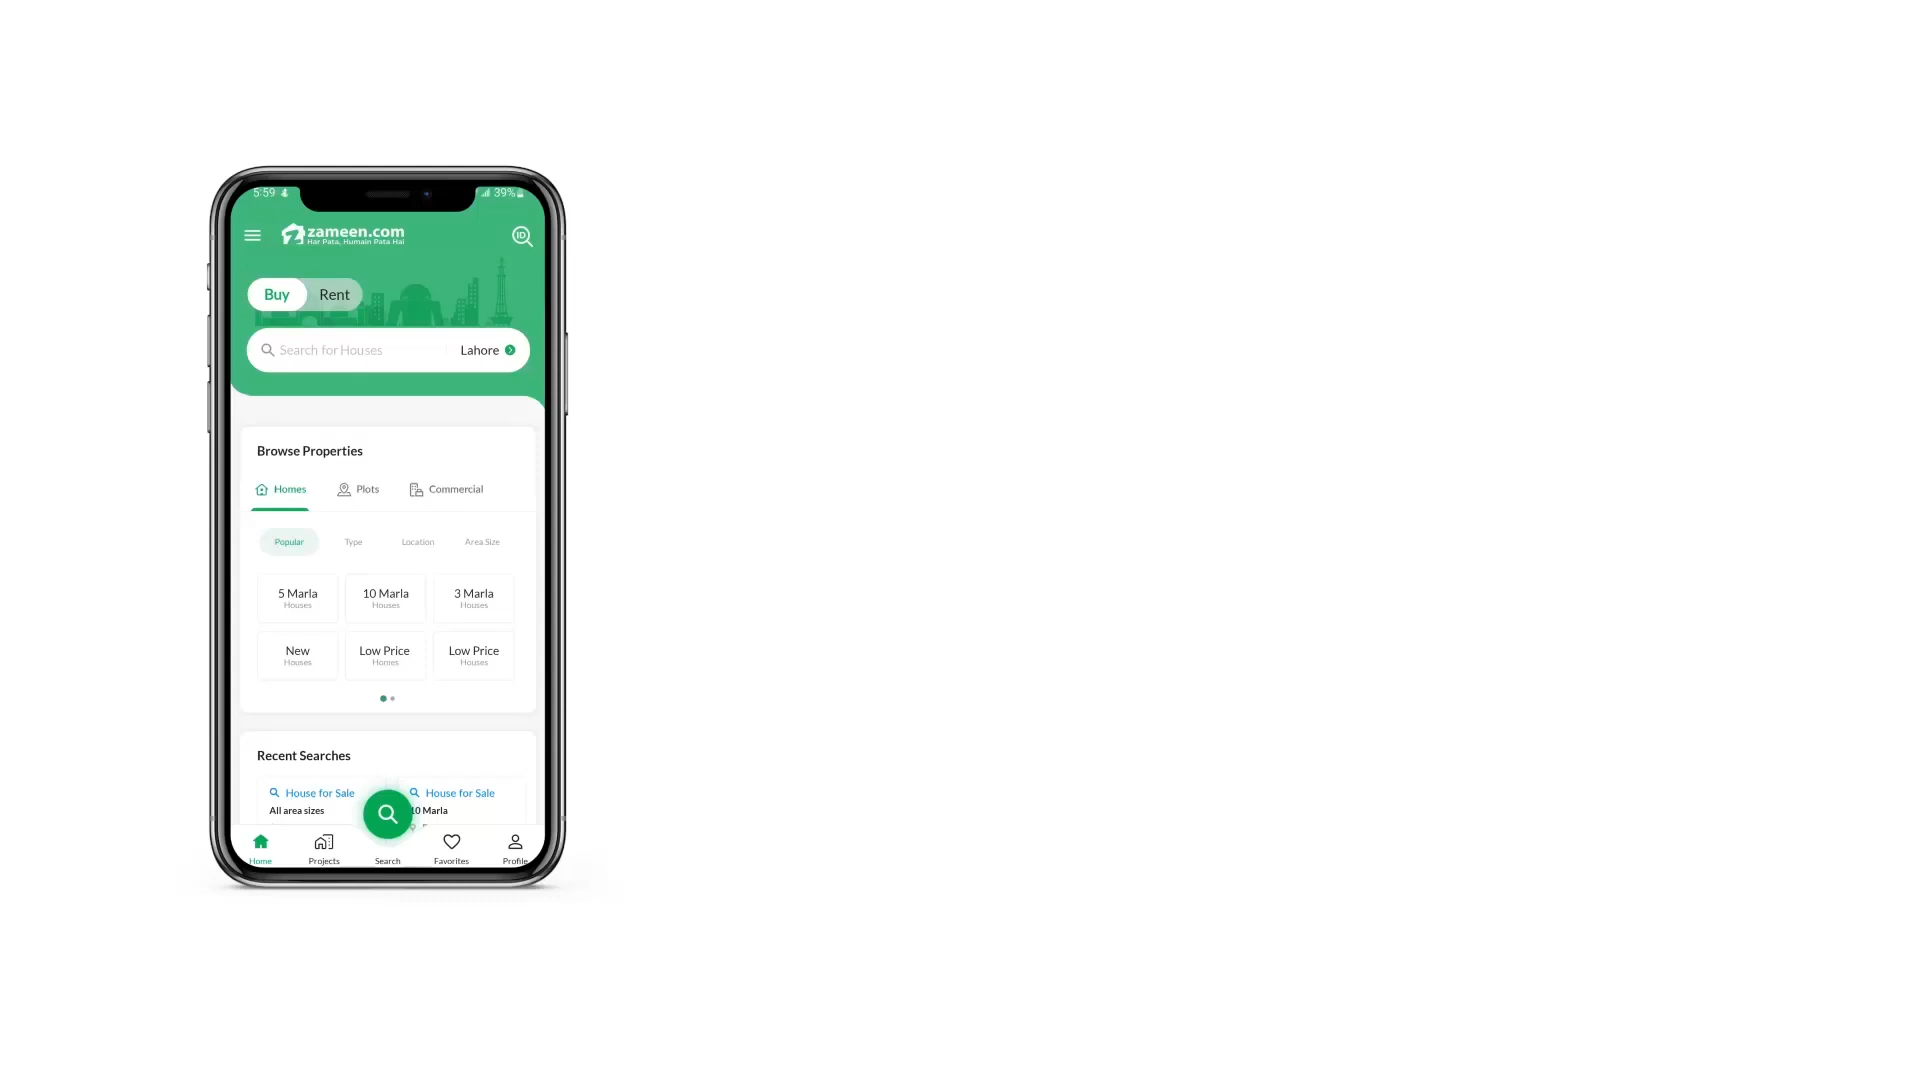 5:59 39%
zameen.com
Har Pata, Humain Pata Hai
ID
Buy Rent
Search for Houses Lahore
Browse Properties
Homes Plots Commercial
Popular Type Location Area Size
5 Marla 10 Marla 3 Marla
Houses Houses Houses
New Low Price Low Price
Houses Homes Houses
Recent Searches
House for Sale House for Sale
All area sizes 10 Marla
Home Projects Search Favorites Profile